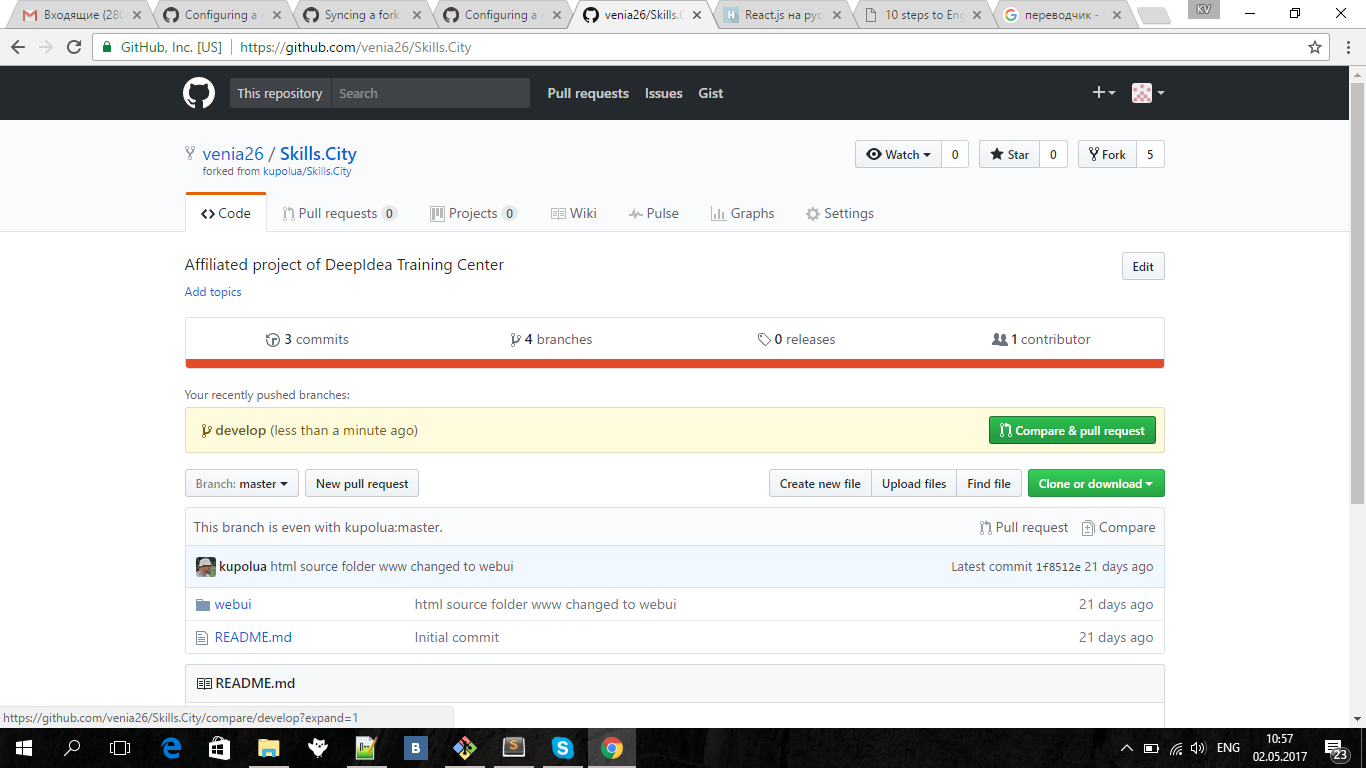 Входящие (280
Configuring a r
Syncing a fork
Configuring a r
venia26/Skills.C
React.js на рус
10 steps to Eng
переводчик -
KV
GitHub, Inc. [US] https://github.com/venia26/Skills.City
This repository Search Pull requests Issues Gist
venia26 / Skills.City
Watch 0 Star 0 Fork 5
forked from kupolua/Skills.City
Code Pull requests 0 Projects 0 Wiki Pulse Graphs Settings
Affiliated project of DeepIdea Training Center Edit
Add topics
3 commits 4 branches 0 releases 1 contributor
Your recently pushed branches:
develop (less than a minute ago) Compare & pull request
Branch: master New pull request Create new file Upload files Find file Clone or download
This branch is even with kupolua:master. Pull request Compare
kupolua html source folder www changed to webui Latest commit 1f8512e 21 days ago
webui html source folder www changed to webui 21 days ago
README.md Initial commit 21 days ago
README.md
https://github.com/venia26/Skills.City/compare/develop?expand=1
ENG
10:57
02.05.2017
23